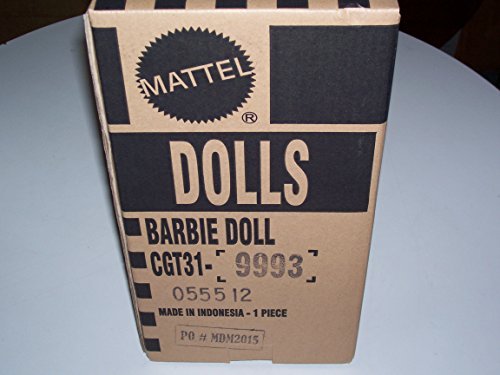 MATTEL
®
DOLLS
BARBIE DOLL
CGT31-[9993]
055512
MADE IN INDONESIA - 1 PIECE
PO # MDM2015